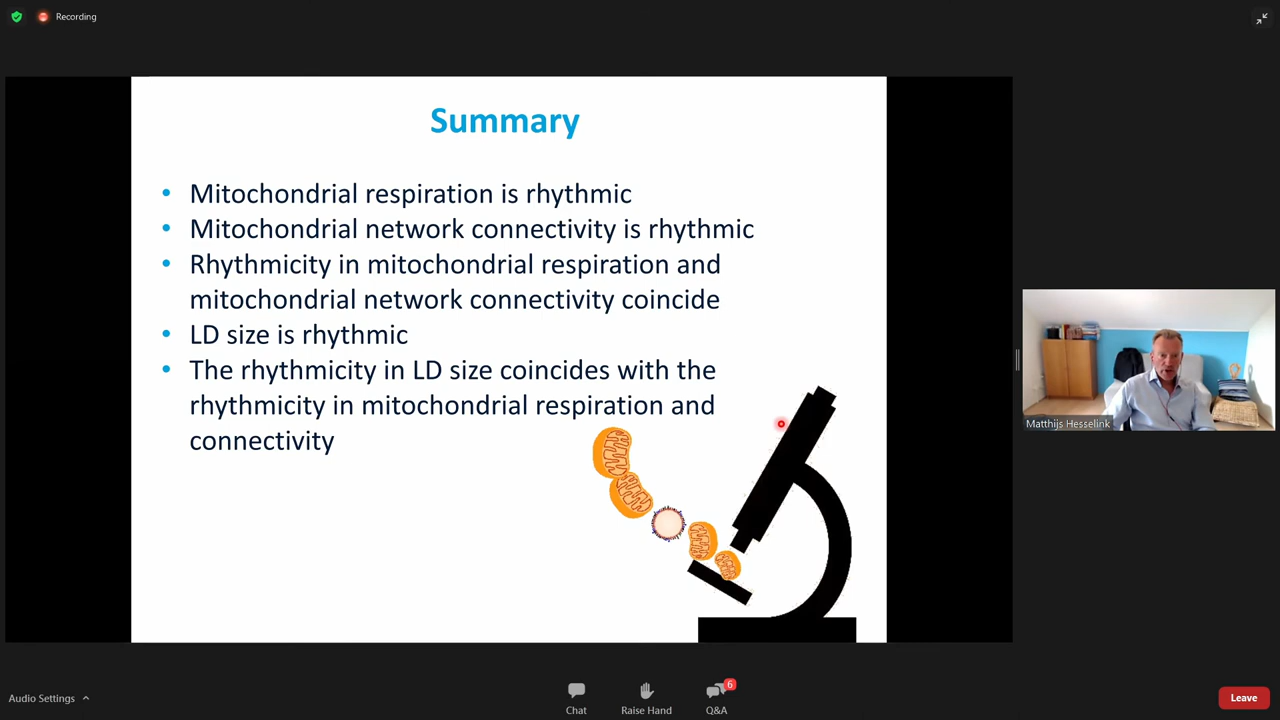 Recording
Summary
• Mitochondrial respiration is rhythmic
• Mitochondrial network connectivity is rhythmic
• Rhythmicity in mitochondrial respiration and
mitochondrial network connectivity coincide
• LD size is rhythmic
• The rhythmicity in LD size coincides with the
rhythmicity in mitochondrial respiration and
connectivity
Matthijs Hesselink
Audio Settings
Chat
Raise Hand
6
Q&A
Leave